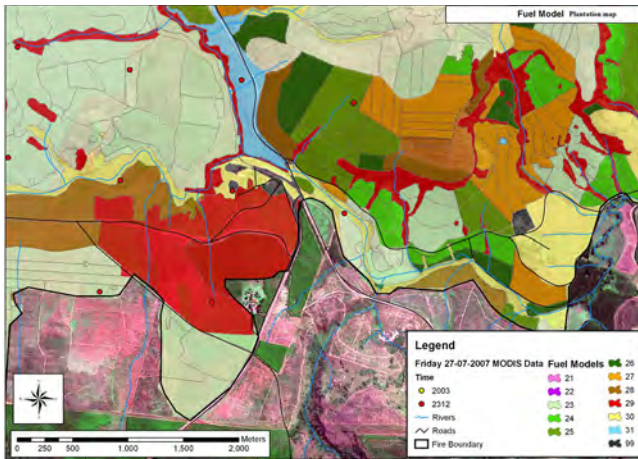 Fuel Model Plantation map
Legend
Friday 27-07-2007 MODIS Data
Time
2003
2312
Rivers
Roads
Fire Boundary
Fuel Models
21
22
23
24
25
26
27
28
29
30
31
99
Meters
0 250 500 1,000 1,500 2,000